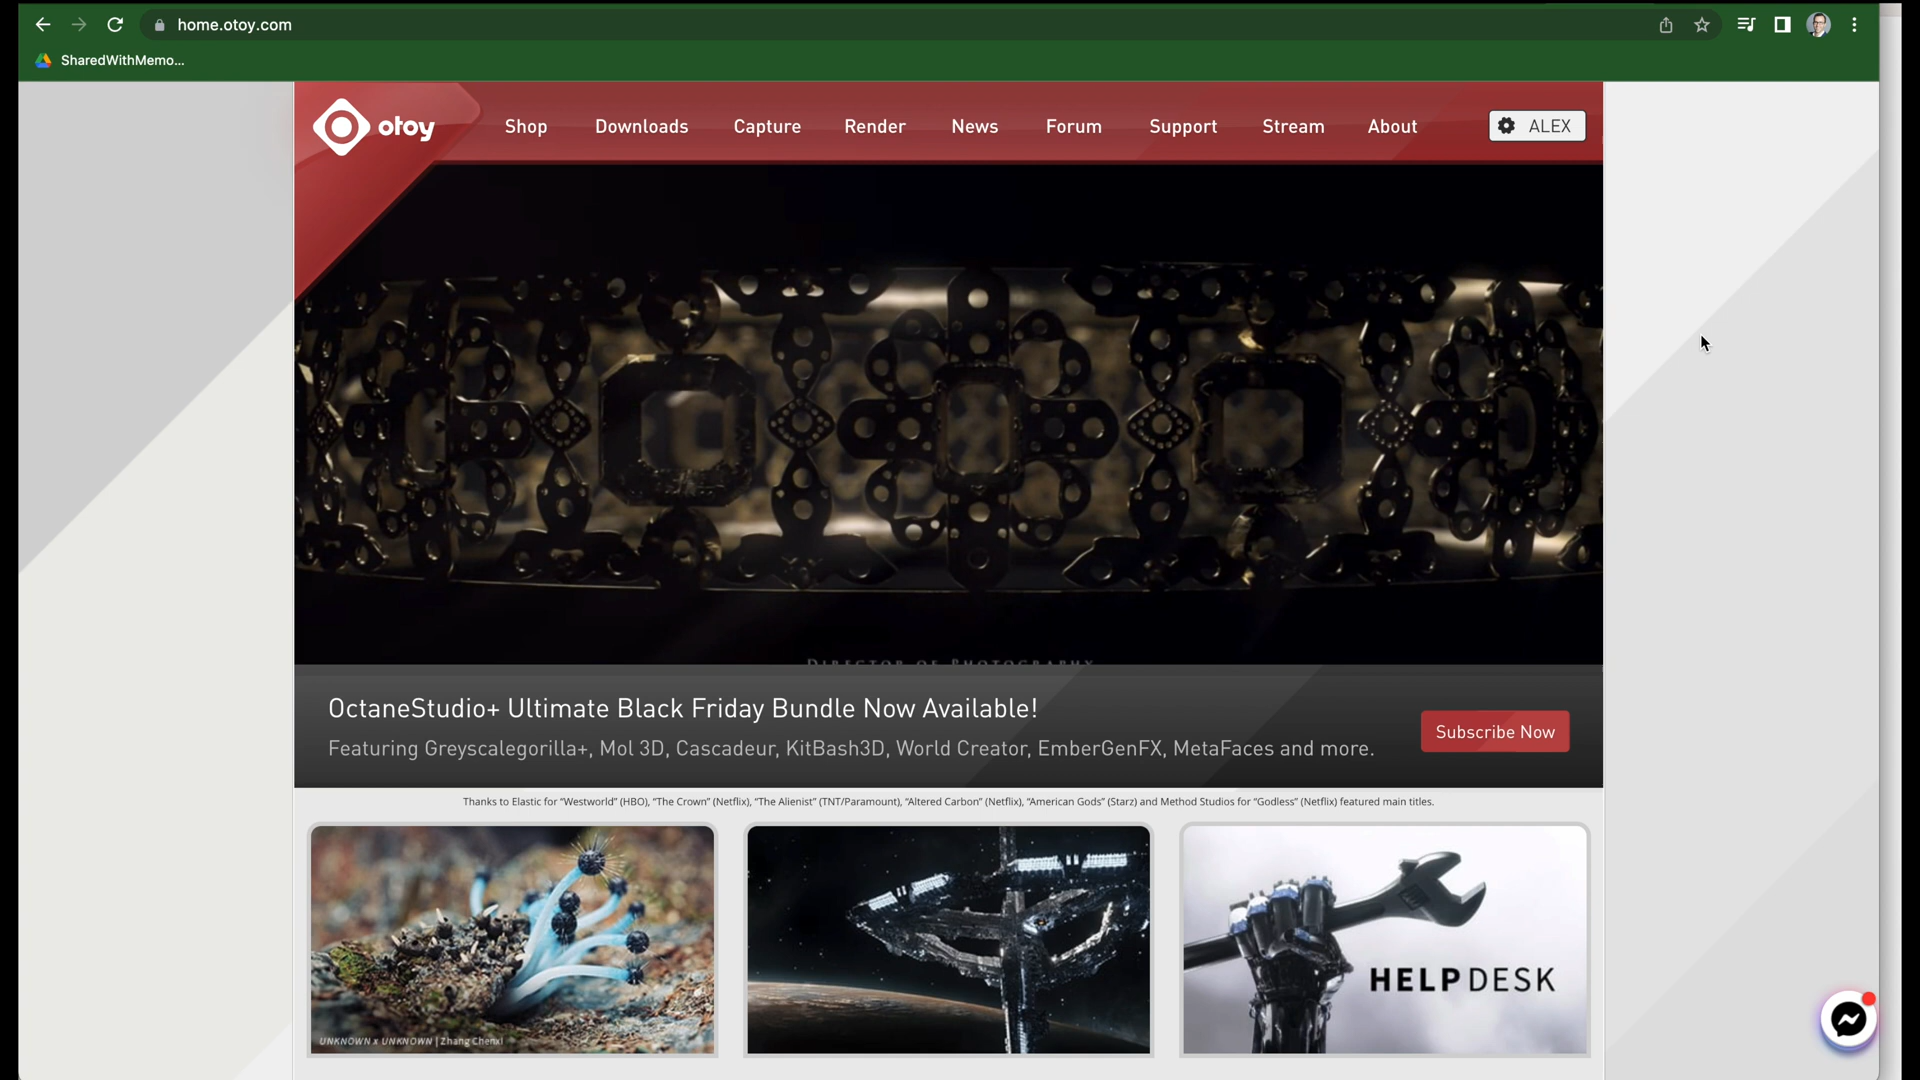 home.otoy.com
SharedWithMemo...
otoy
Shop
Downloads
Capture
Render
News
Forum
Support
Stream
About
ALEX
DIRECTOR OF PHOTOGRAPHY
OctaneStudio+ Ultimate Black Friday Bundle Now Available!
Featuring Greyscalegorilla+, Mol 3D, Cascadeur, KitBash3D, World Creator, EmberGenFX, MetaFaces and more.
Subscribe Now
Thanks to Elastic for “Westworld” (HBO), “The Crown” (Netflix), “The Alienist” (TNT/Paramount), “Altered Carbon” (Netflix), “American Gods” (Starz) and Method Studios for “Godless” (Netflix) featured main titles.
UNKNOWN x UNKNOWN | Zhang Chenxi
HELPDESK